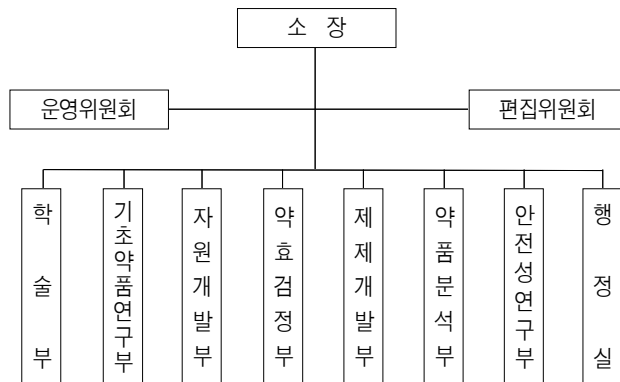 소 장
운영위원회
편집위원회
학술부
기초약품연구부
자원개발부
약효검정부
제제개발부
약품분석부
안전성연구부
행정실